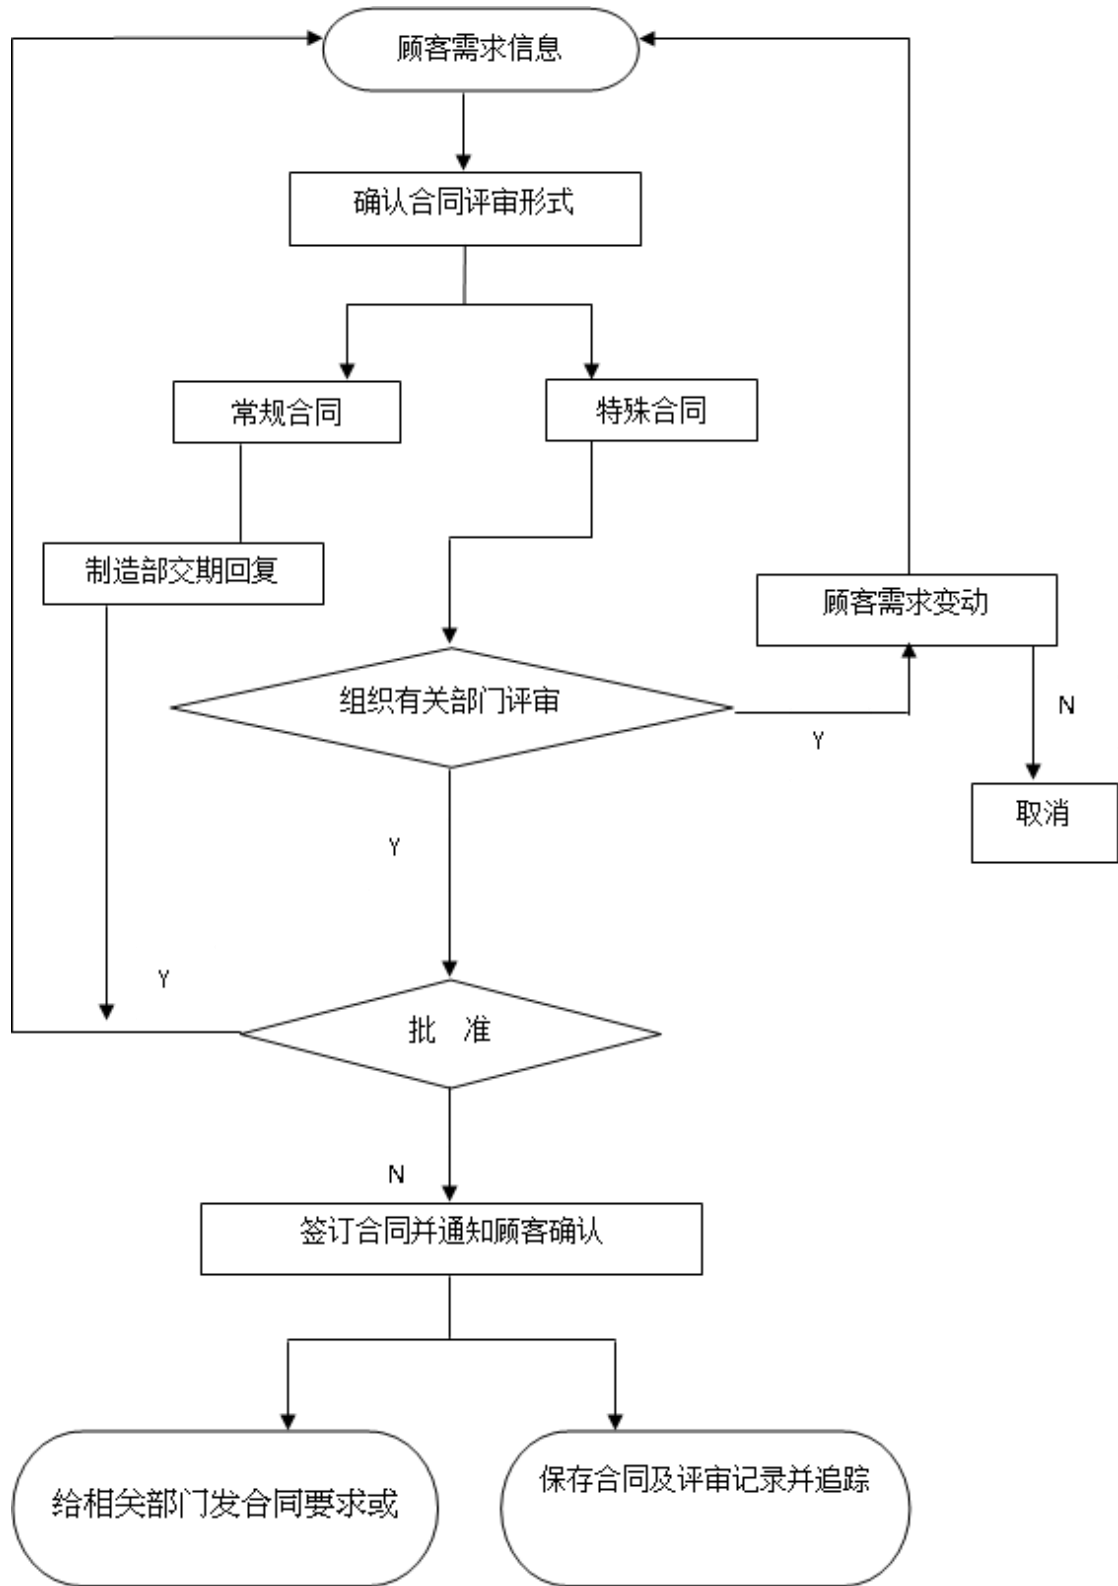 顾客需求信息
确认合同评审形式
常规合同
特殊合同
制造部交期回复
顾客需求变动
组织有关部门评审
N
Y
取消
Y
Y
批 准
N
签订合同并通知顾客确认
给相关部门发合同要求或
保存合同及评审记录并追踪